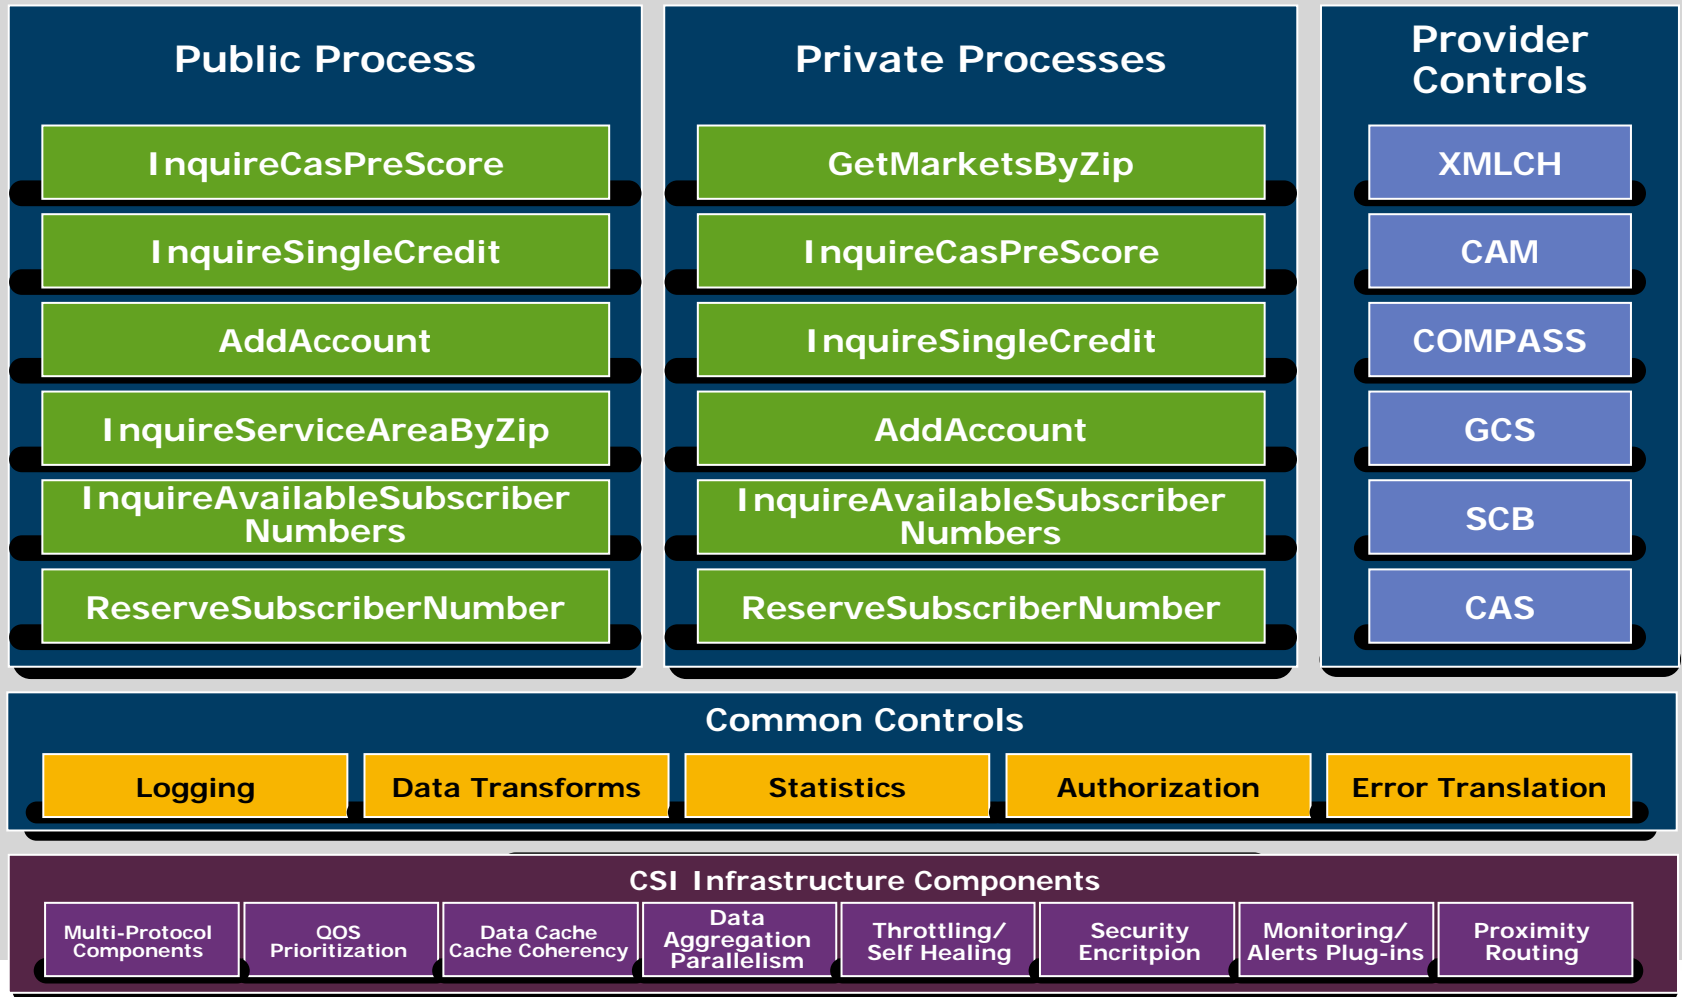 Public Process
InquireCasPreScore
InquireSingleCredit
AddAccount
InquireServiceAreaByZip
InquireAvailableSubscriber
Numbers
ReserveSubscriberNumber
Private Processes
GetMarketsByZip
InquireCasPreScore
InquireSingleCredit
AddAccount
InquireAvailableSubscriber
Numbers
ReserveSubscriberNumber
Provider
Controls
XMLCH
CAM
COMPASS
GCS
SCB
CAS
Common Controls
Logging
Data Transforms
Statistics
Authorization
Error Translation
CSI Infrastructure Components
Multi-Protocol
Components
QOS
Prioritization
Data Cache
Cache Coherency
Data
Aggregation
Parallelism
Throttling/
Self Healing
Security
Encritpion
Monitoring/
Alerts Plug-ins
Proximity
Routing